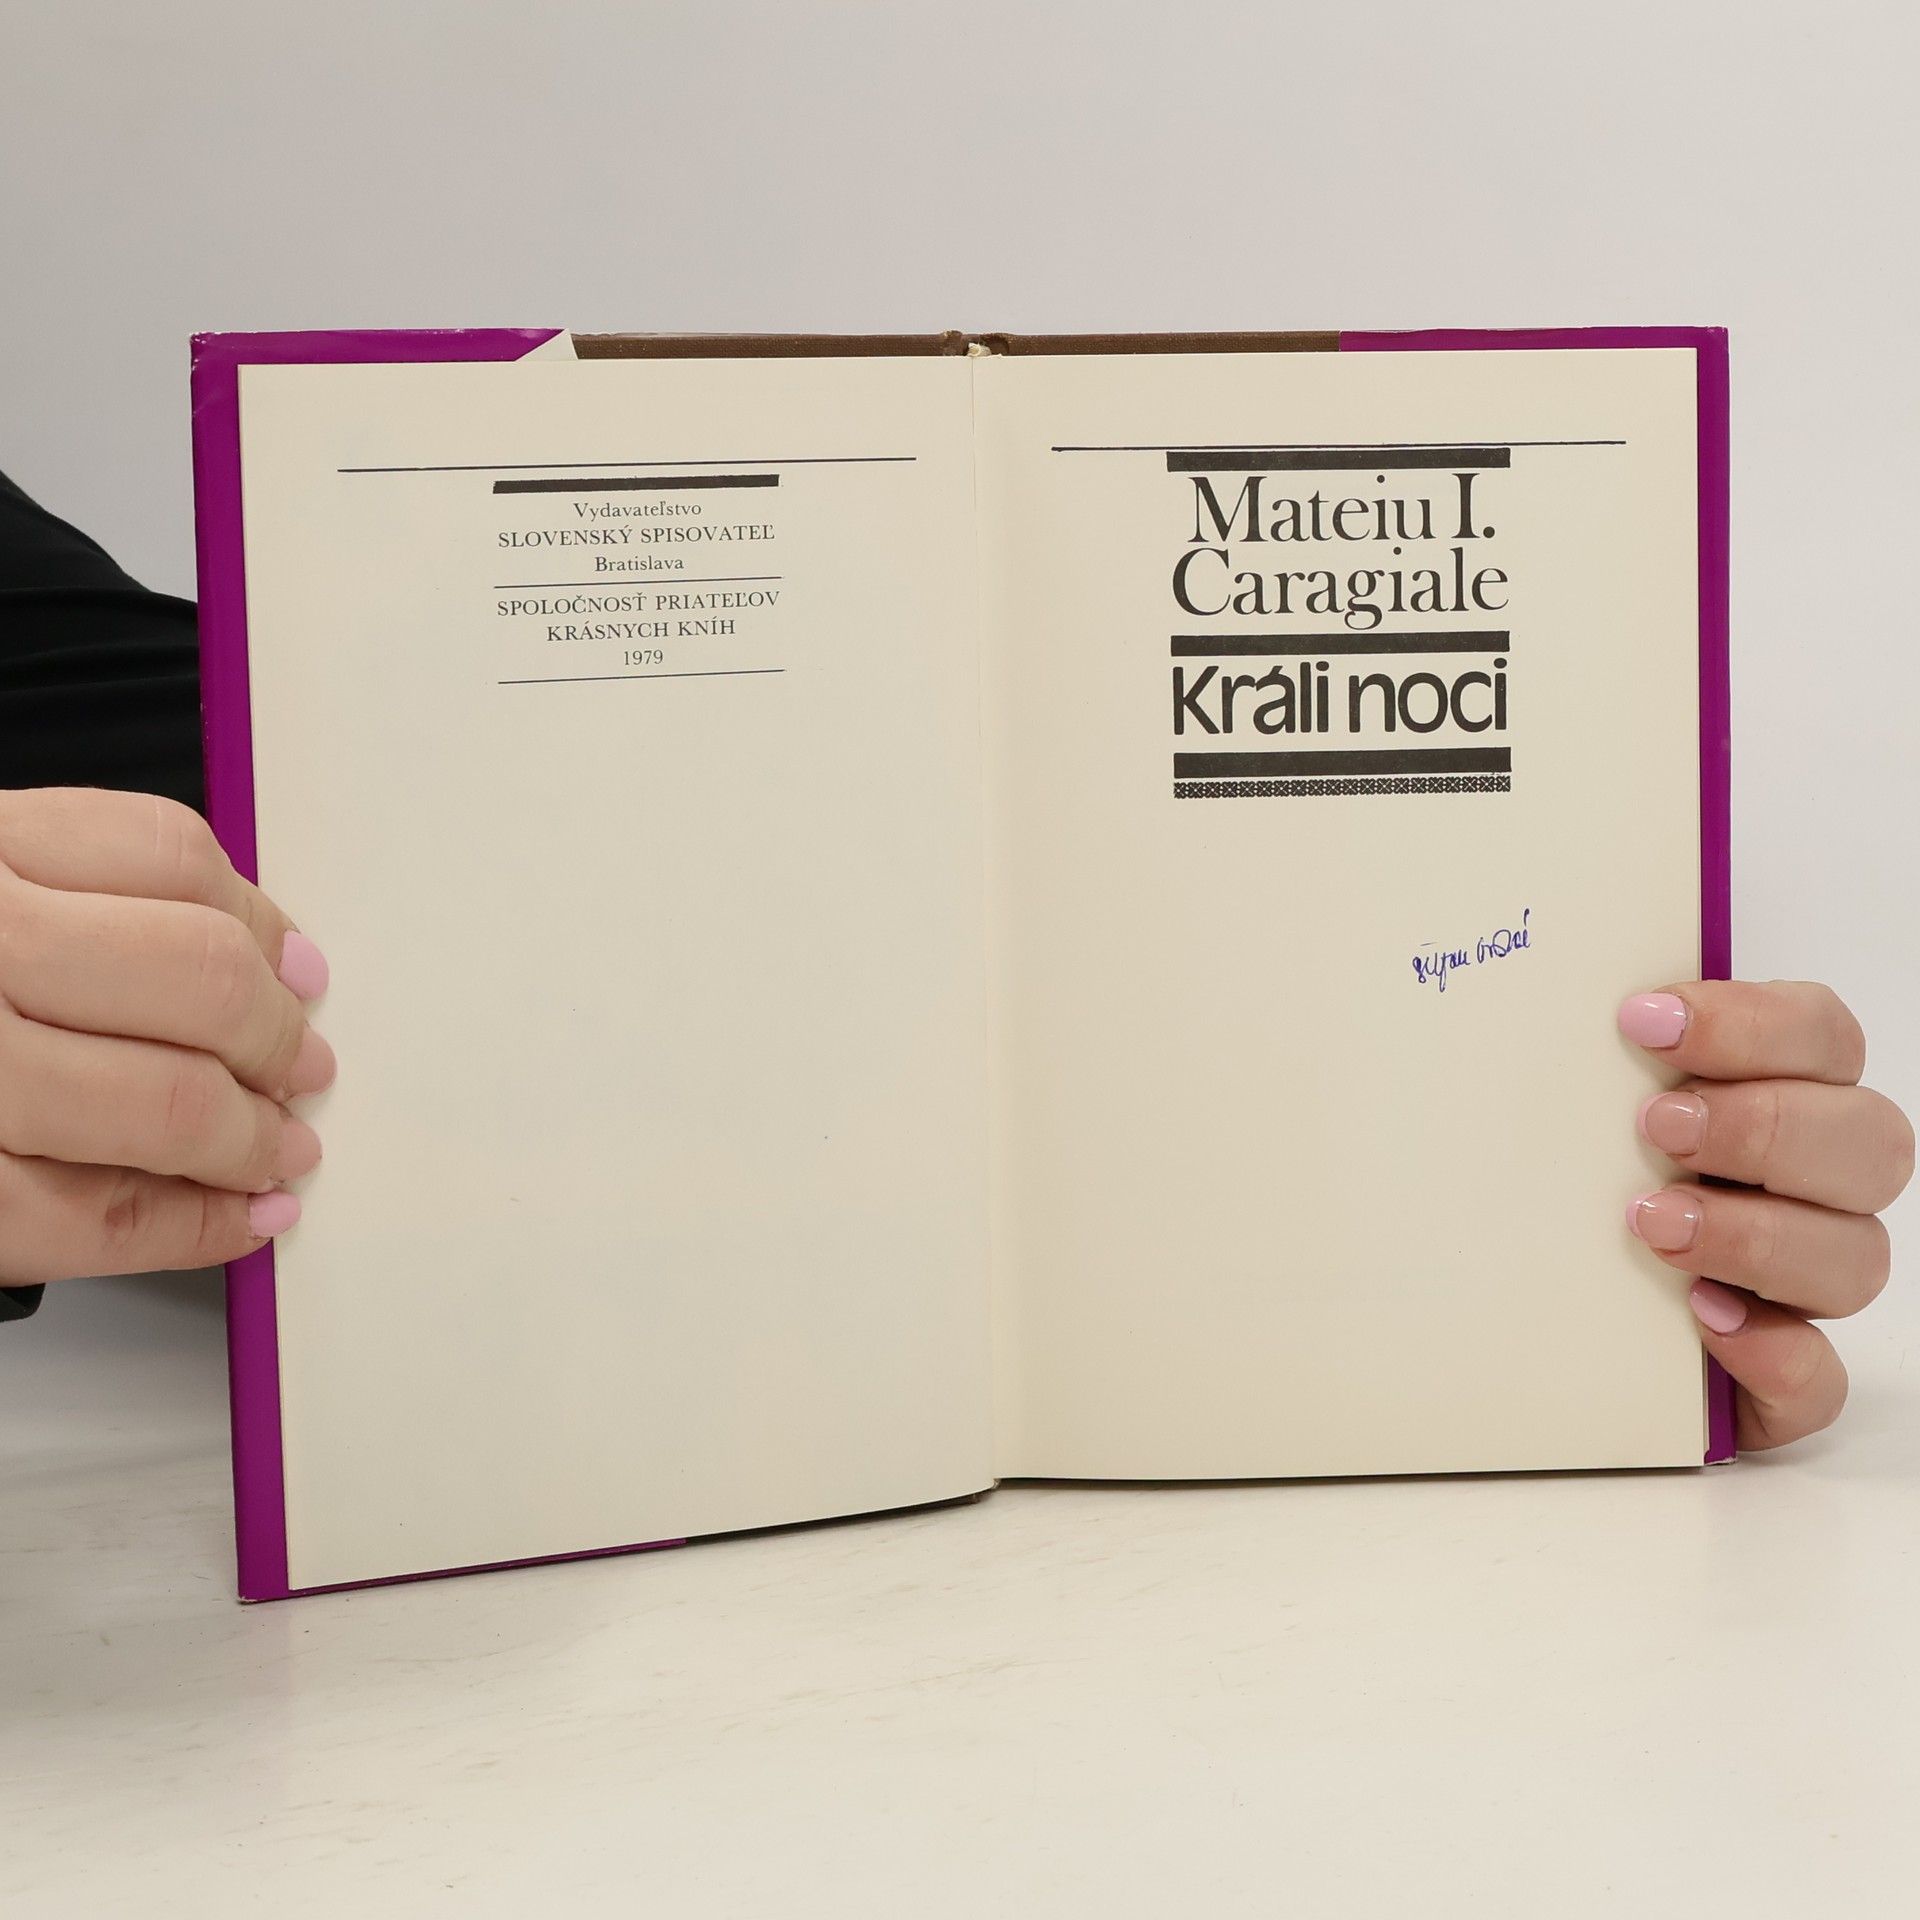 Vydavateľstvo
SLOVENSKÝ SPISOVATEĽ
Bratislava
SPOLOČNOSŤ PRIATEĽOV
KRÁSNYCH KNÍH
1979
Mateiu I.
Caragiale
Králi noci